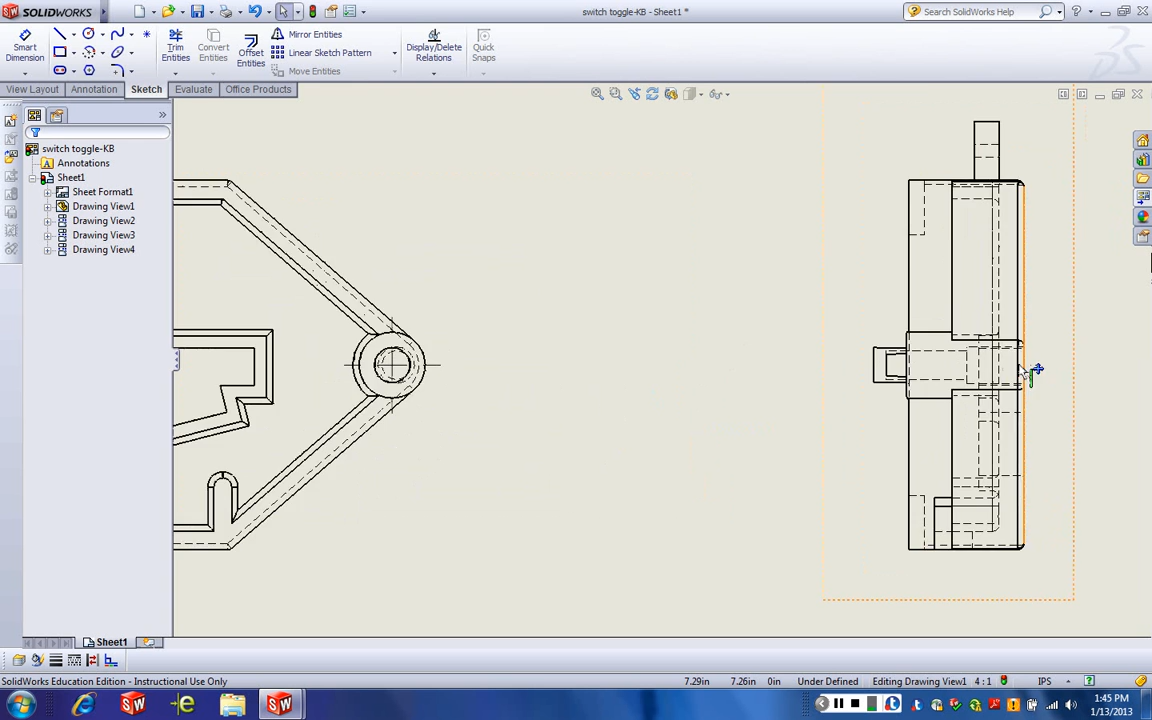 SOLIDWORKS
switch toggle-KB - Sheet1 *
Search SolidWorks Help
Smart Dimension
Trim Entities
Convert Entities
Offset Entities
Mirror Entities
Linear Sketch Pattern
Move Entities
Display/Delete Relations
Quick Snaps
View Layout
Annotation
Sketch
Evaluate
Office Products
switch toggle-KB
Annotations
Sheet1
Sheet Format1
Drawing View1
Drawing View2
Drawing View3
Drawing View4
Sheet1
SolidWorks Education Edition - Instructional Use Only
7.29in
7.26in
0in
Under Defined
Editing Drawing View1
4 : 1
IPS
1:45 PM
1/13/2013